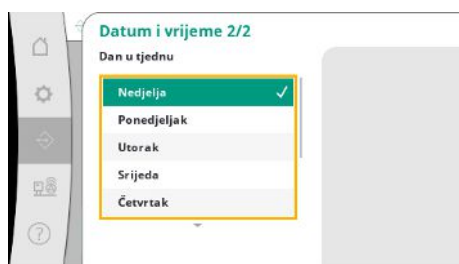 Datum i vrijeme 2/2
Dan u tjednu
Nedjelja
Ponedjeljak
Utorak
Srijeda
Četvrtak